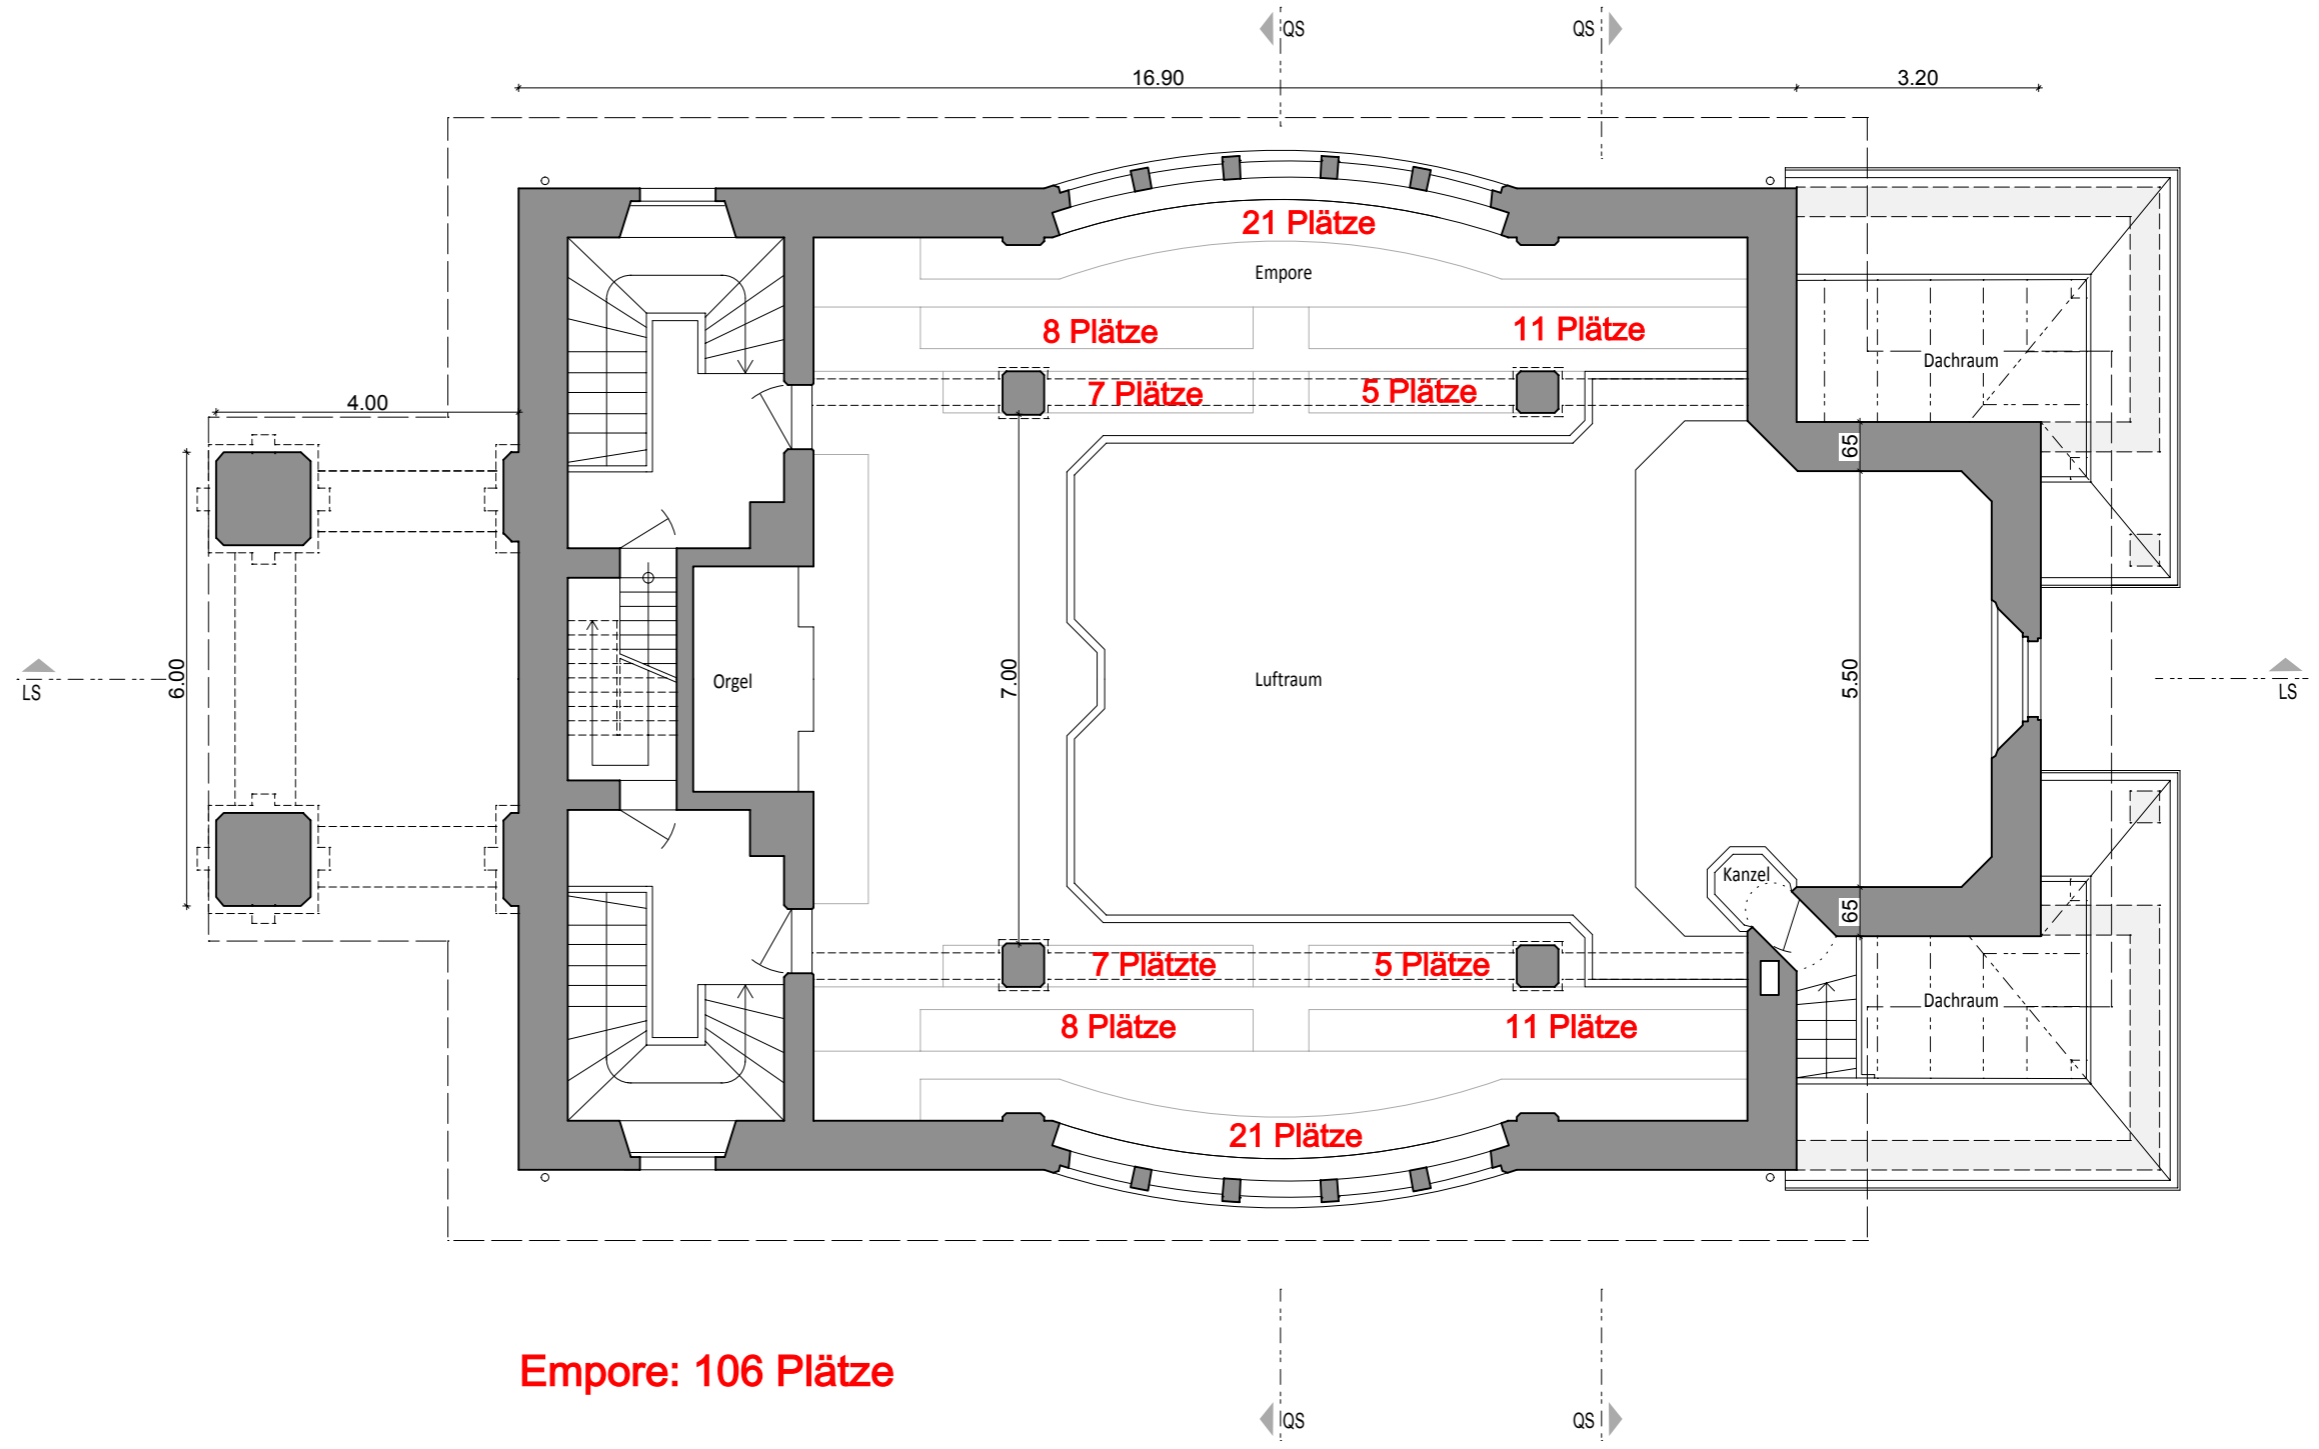 QS
QS
16.90
3.20
21 Plätze
Empore
8 Plätze
11 Plätze
Dachraum
7 Plätze
5 Plätze
4.00
65
6.00
7.00
5.50
LS
Orgel
Luftraum
LS
Kanzel
65
7 Plätzte
5 Plätze
Dachraum
8 Plätze
11 Plätze
21 Plätze
Empore: 106 Plätze
QS
QS